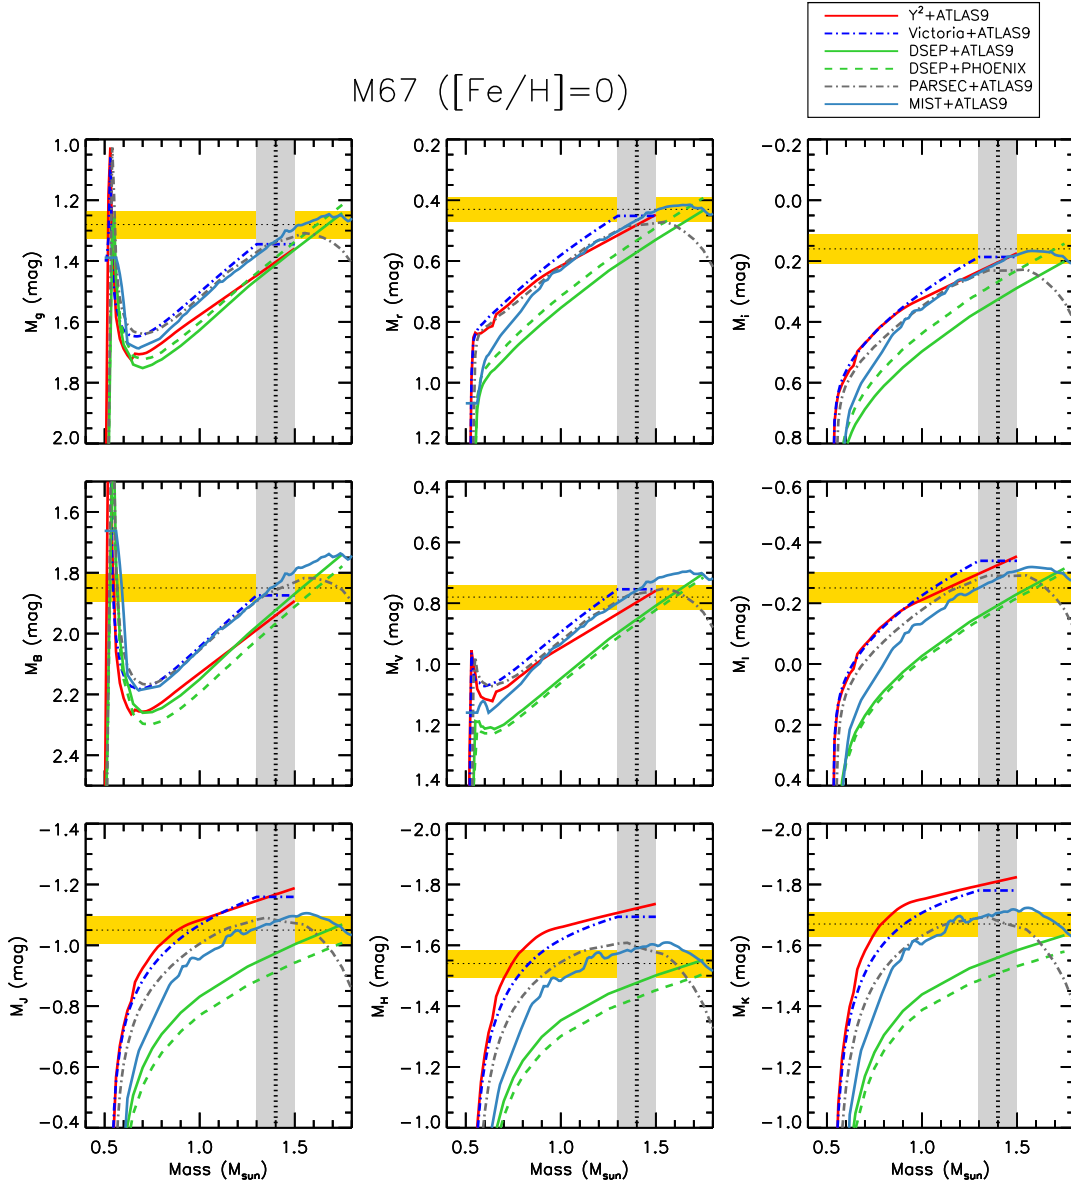 Y²+ATLAS9
Victoria+ATLAS9
DSEP+ATLAS9
DSEP+PHOENIX
PARSEC+ATLAS9
MIST+ATLAS9
M67 ([Fe/H]=0)
M_g (mag)
1.0
1.2
1.4
1.6
1.8
2.0
M_r (mag)
0.2
0.4
0.6
0.8
1.0
1.2
M_i (mag)
−0.2
0.0
0.2
0.4
0.6
0.8
M_B (mag)
1.6
1.8
2.0
2.2
2.4
M_V (mag)
0.4
0.6
0.8
1.0
1.2
1.4
M_I (mag)
−0.6
−0.4
−0.2
0.0
0.2
0.4
M_J (mag)
−1.4
−1.2
−1.0
−0.8
−0.6
−0.4
0.5 1.0 1.5
Mass (M_sun)
M_H (mag)
−2.0
−1.8
−1.6
−1.4
−1.2
−1.0
0.5 1.0 1.5
Mass (M_sun)
M_K (mag)
−2.0
−1.8
−1.6
−1.4
−1.2
−1.0
0.5 1.0 1.5
Mass (M_sun)